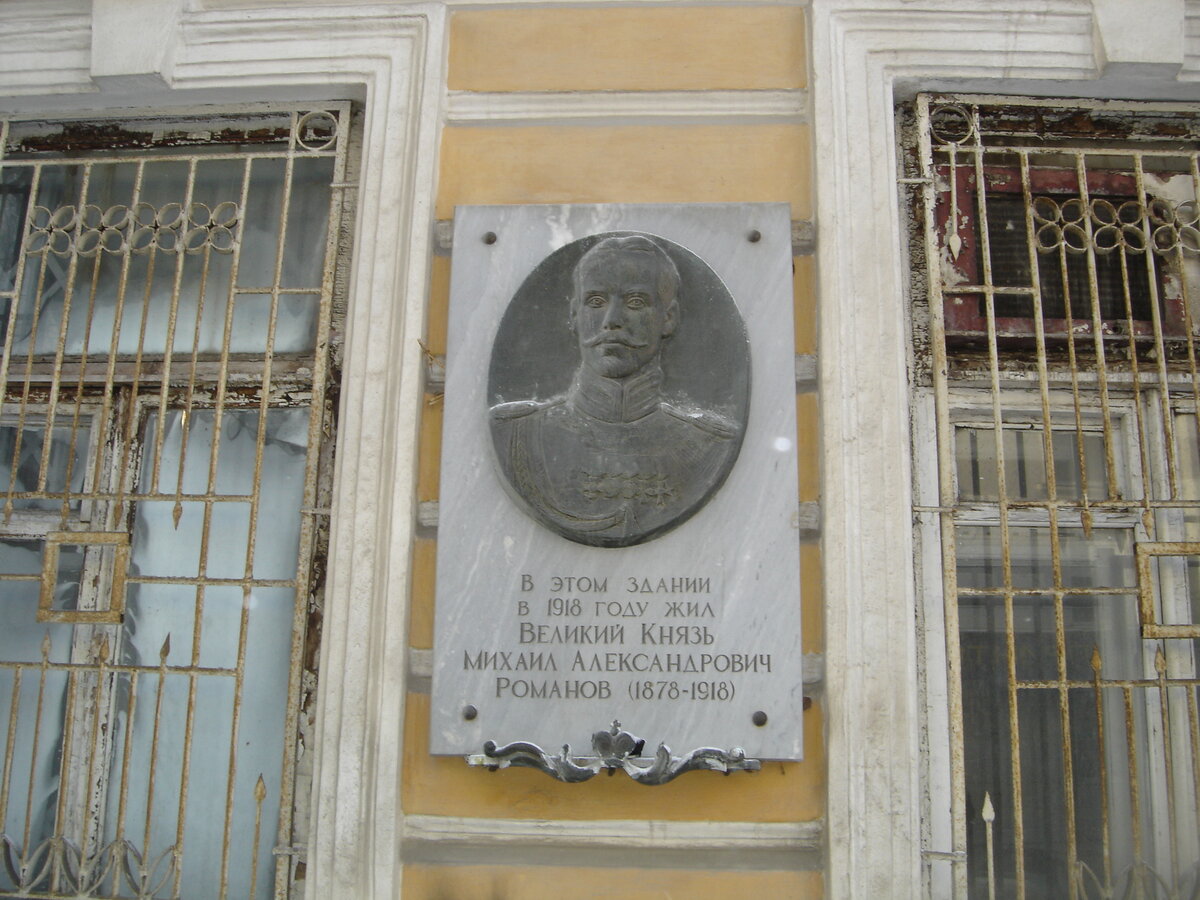 В ЭТОМ ЗДАНИИ
В 1918 ГОДУ ЖИЛ
ВЕЛИКИЙ КНЯЗЬ
МИХАИЛ АЛЕКСАНДРОВИЧ
РОМАНОВ (1878-1918)